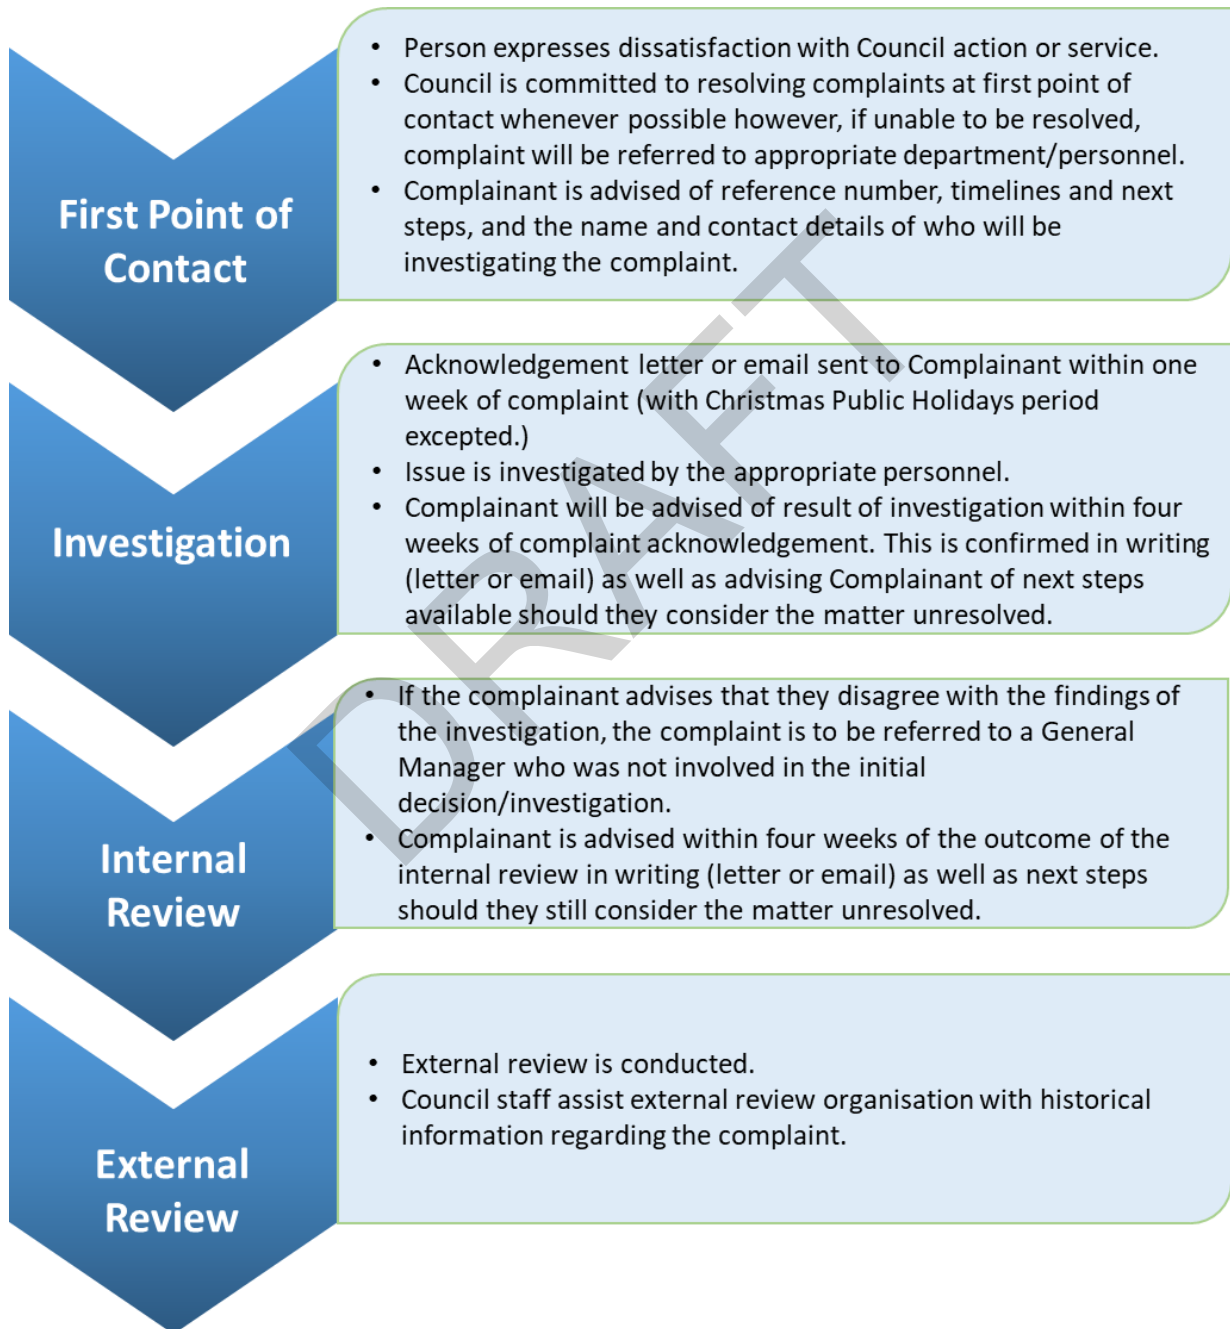 First Point of
Contact
• Person expresses dissatisfaction with Council action or service.
• Council is committed to resolving complaints at first point of
contact whenever possible however, if unable to be resolved,
complaint will be referred to appropriate department/personnel.
• Complainant is advised of reference number, timelines and next
steps, and the name and contact details of who will be
investigating the complaint.
Investigation
• Acknowledgement letter or email sent to Complainant within one
week of complaint (with Christmas Public Holidays period
excepted.)
• Issue is investigated by the appropriate personnel.
• Complainant will be advised of result of investigation within four
weeks of complaint acknowledgement. This is confirmed in writing
(letter or email) as well as advising Complainant of next steps
available should they consider the matter unresolved.
Internal
Review
• If the complainant advises that they disagree with the findings of
the investigation, the complaint is to be referred to a General
Manager who was not involved in the initial
decision/investigation.
• Complainant is advised within four weeks of the outcome of the
internal review in writing (letter or email) as well as next steps
should they still consider the matter unresolved.
External
Review
• External review is conducted.
• Council staff assist external review organisation with historical
information regarding the complaint.
DRAFT